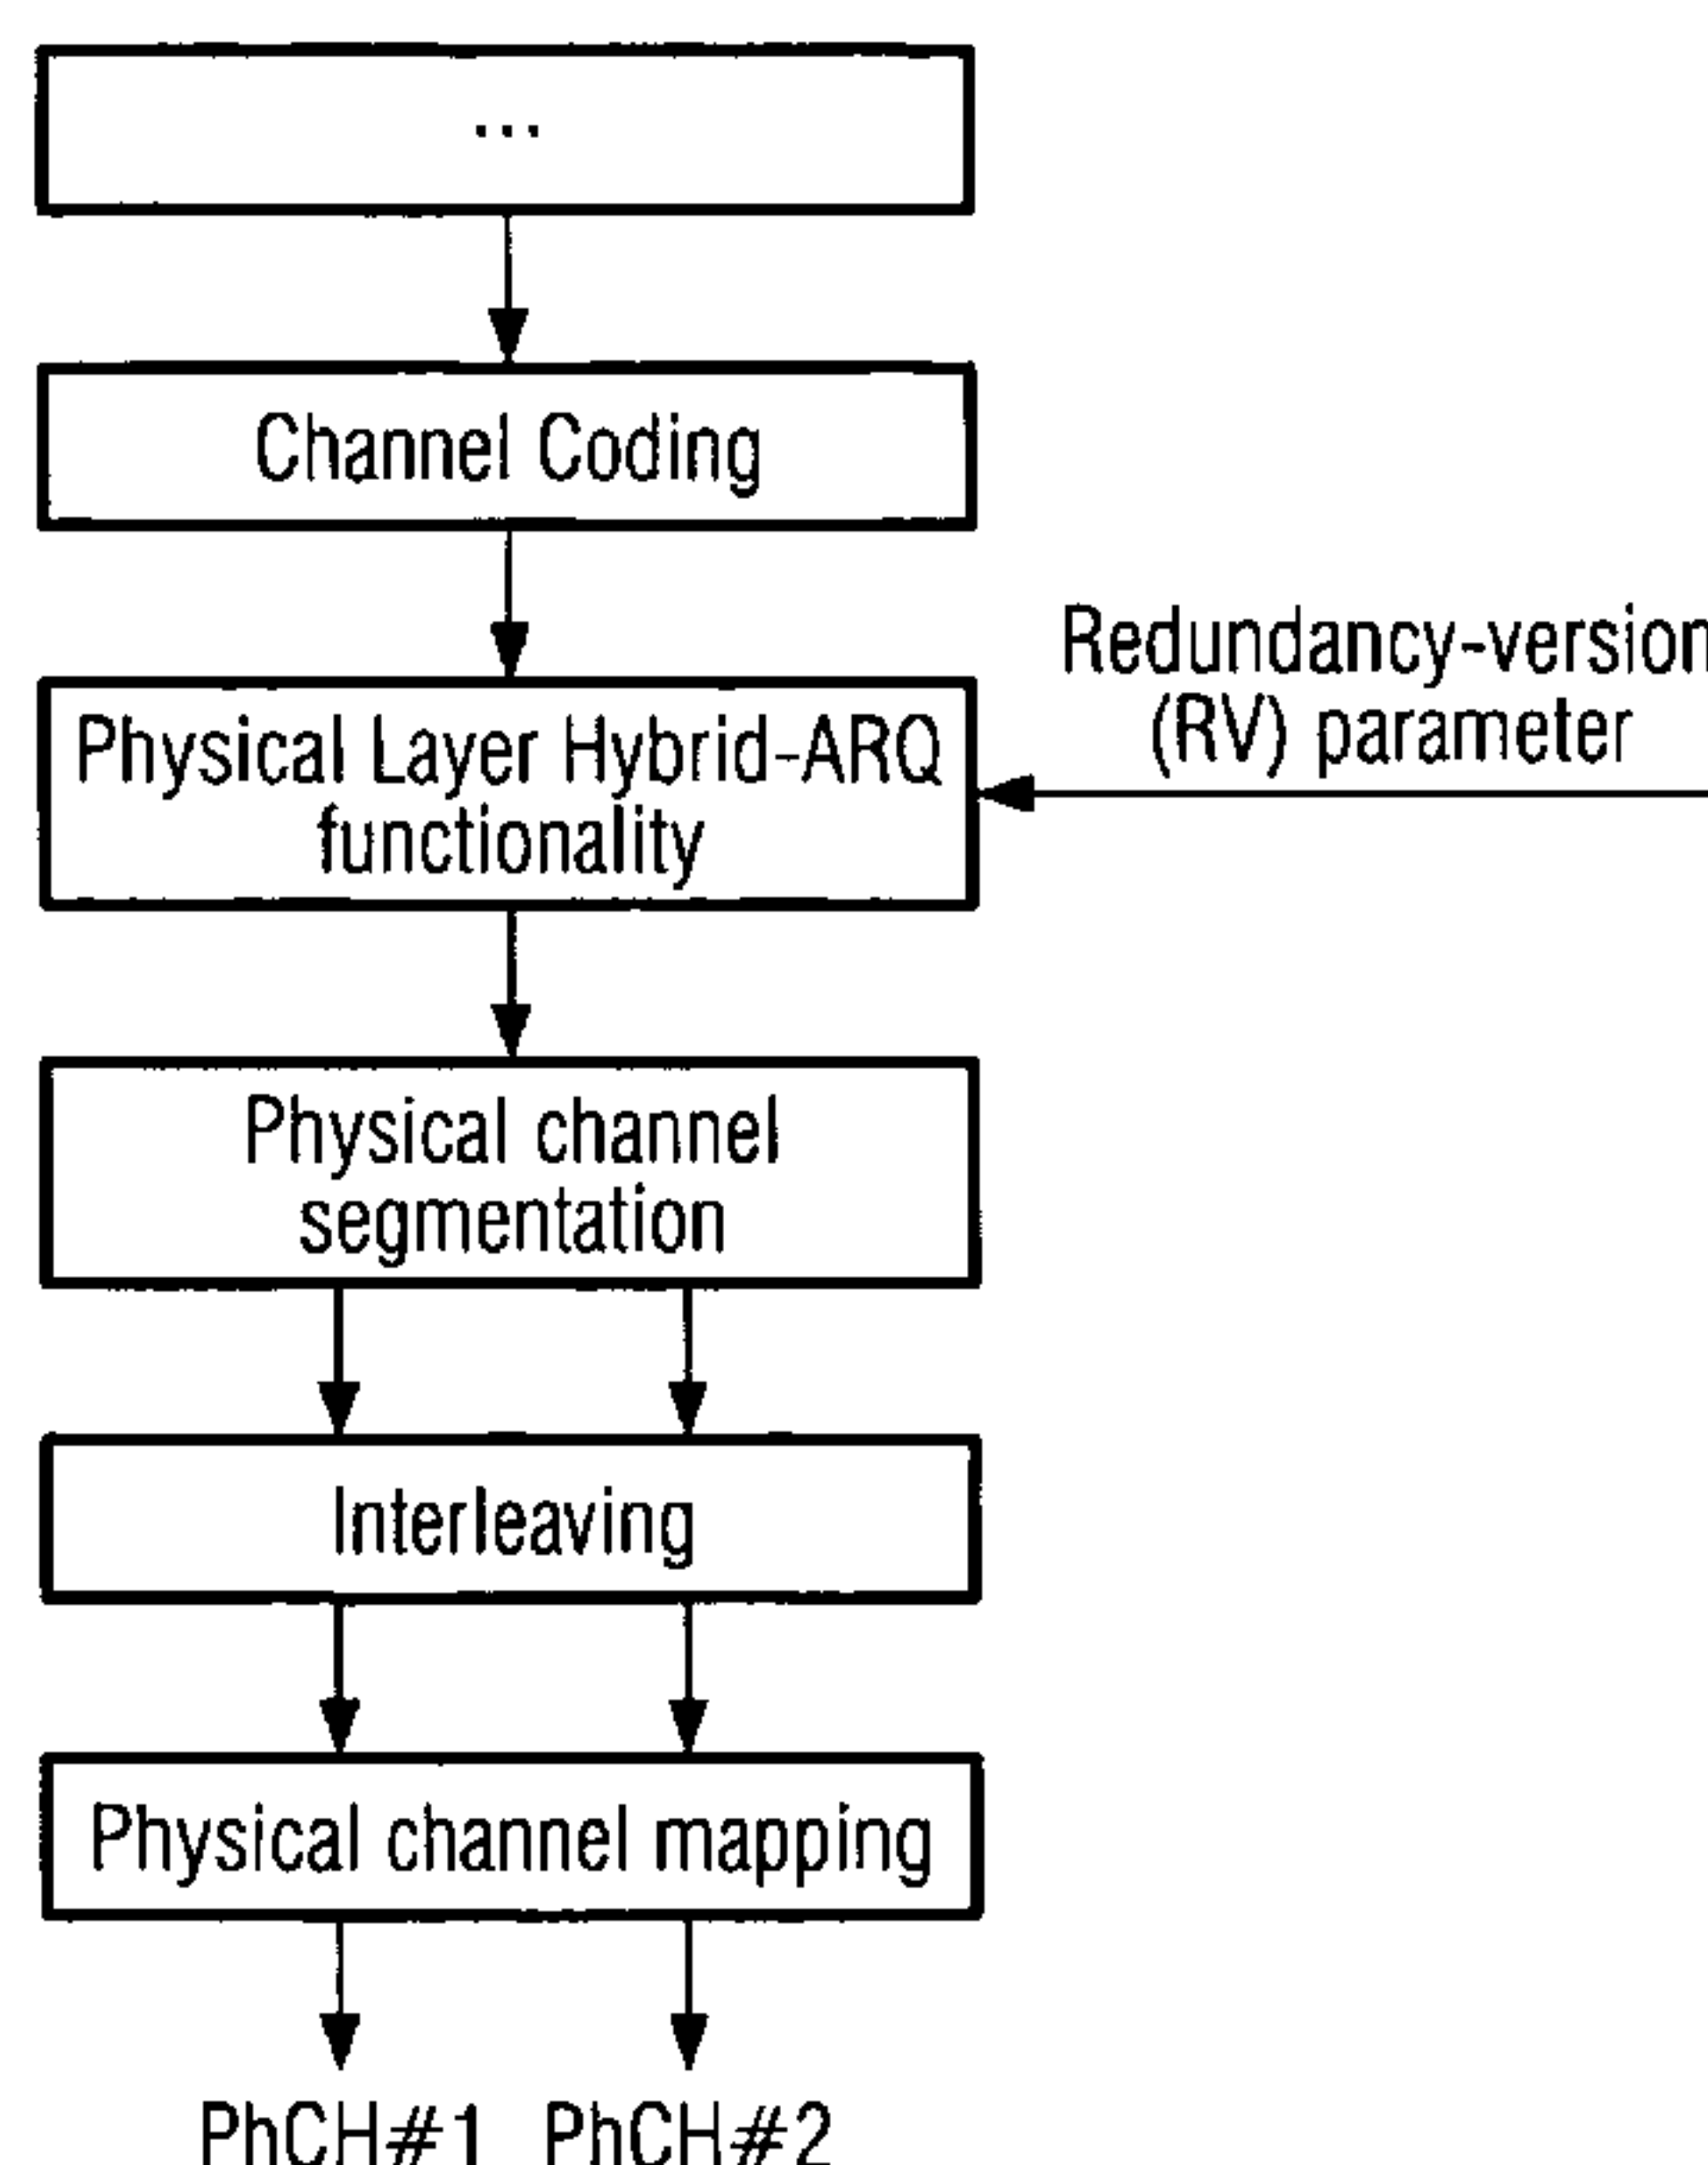 ...
Channel Coding
Redundancy-version
(RV) parameter
Physical Layer Hybrid-ARQ
functionality
Physical channel
segmentation
Interleaving
Physical channel mapping
PhCH#1 PhCH#2